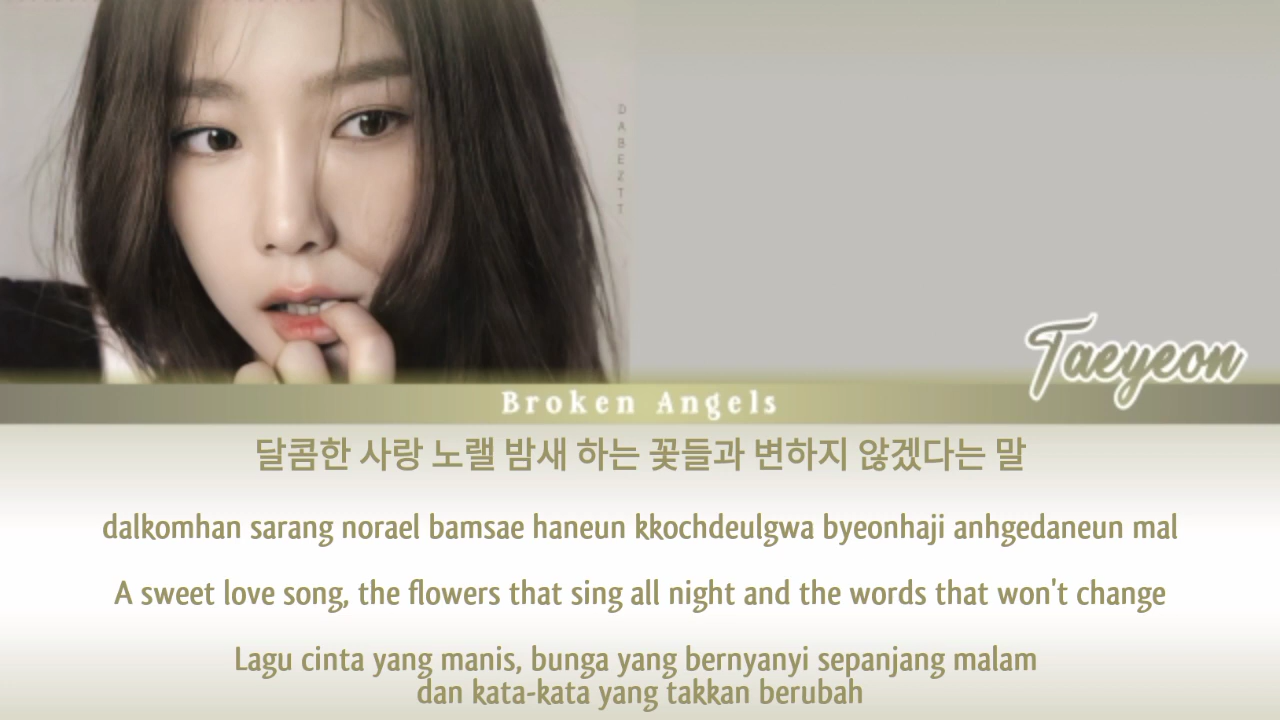 DABEZTT
Taeyeon
Broken Angels
달콤한 사랑 노랠 밤새 하는 꽃들과 변하지 않겠다는 말
dalkomhan sarang norael bamsae haneun kkochdeulgwa byeonhaji anhgedaneun mal
A sweet love song, the flowers that sing all night and the words that won't change
Lagu cinta yang manis, bunga yang bernyanyi sepanjang malam
dan kata-kata yang takkan berubah